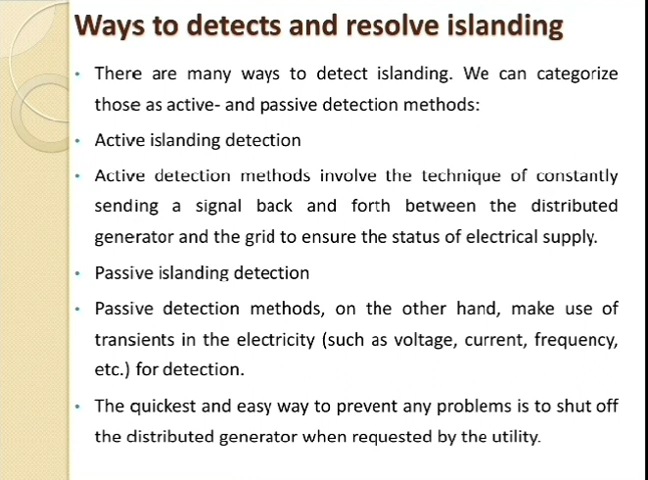 Ways to detects and resolve islanding
• There are many ways to detect islanding. We can categorize
those as active- and passive detection methods:
• Active islanding detection
• Active detection methods involve the technique of constantly
sending a signal back and forth between the distributed
generator and the grid to ensure the status of electrical supply.
• Passive islanding detection
• Passive detection methods, on the other hand, make use of
transients in the electricity (such as voltage, current, frequency,
etc.) for detection.
• The quickest and easy way to prevent any problems is to shut off
the distributed generator when requested by the utility.